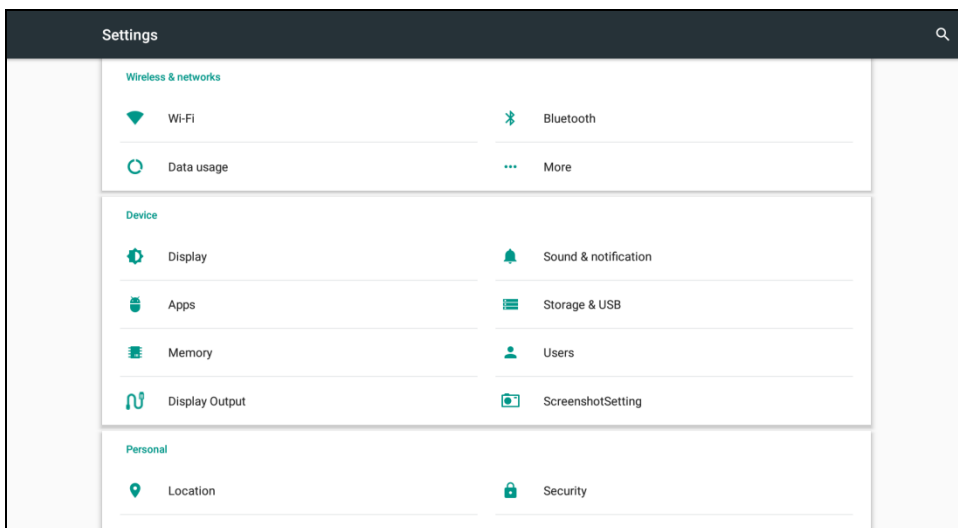 Settings
Wireless & networks
Wi-Fi
Bluetooth
Data usage
More
Device
Display
Sound & notification
Apps
Storage & USB
Memory
Users
Display Output
ScreenshotSetting
Personal
Location
Security